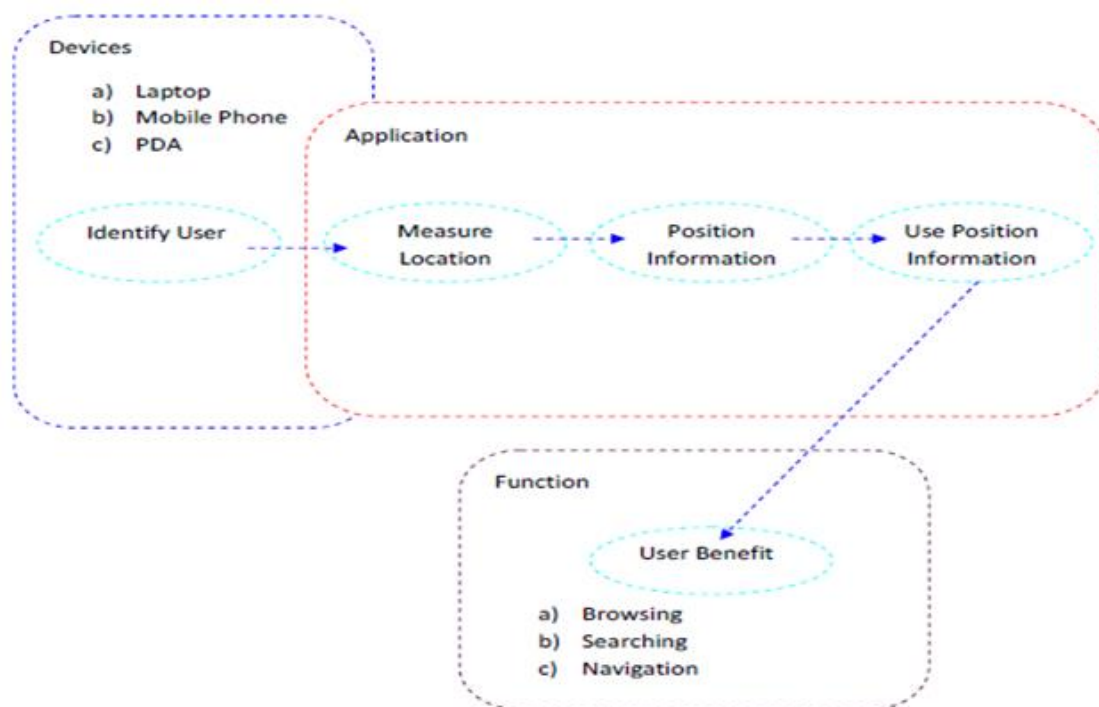 Devices
a) Laptop
b) Mobile Phone
c) PDA
Application
Identify User
Measure
Location
Position
Information
Use Position
Information
Function
User Benefit
a) Browsing
b) Searching
c) Navigation